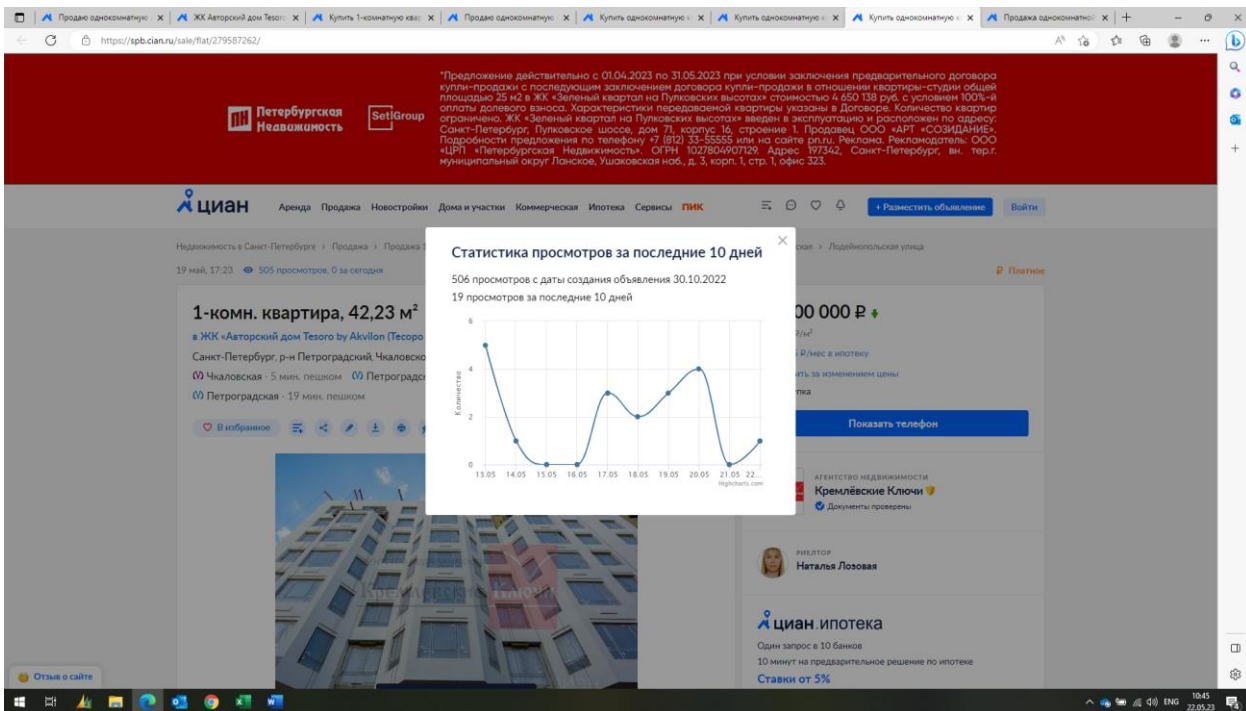 Продаю однокомнатную
ЖК Авторский дом Tesoro
Купить 1-комнатную квар
Продаю однокомнатную
Купить однокомнатную
Купить однокомнатную
Купить однокомнатную
Продажа однокомнатной
https://spb.cian.ru/sale/flat/279587262/
Петербургская
Недвижимость
SetlGroup
*Предложение действительно с 01.04.2023 по 31.05.2023 при условии заключения предварительного договора
купли-продажи с последующим заключением договора купли-продажи в отношении квартиры-студии общей
площадью 25 м2 в ЖК «Зеленый квартал на Пулковских высотах» стоимостью 4 650 138 руб. с условием 100%-й
оплаты долевого взноса. Характеристики передаваемой квартиры указаны в Договоре. Количество квартир
ограничено. ЖК «Зеленый квартал на Пулковских высотах» введен в эксплуатацию и расположен по адресу:
Санкт-Петербург, Пулковское шоссе, дом 71, корпус 16, строение 1. Продавец ООО «АРТ «СОЗИДАНИЕ».
Подробности предложения по телефону +7 (812) 33-55555 или на сайте pn.ru. Реклама. Рекламодатель: ООО
«ЦРП «Петербургская Недвижимость». ОГРН 1027804907129. Адрес 197342, Санкт-Петербург, вн. тер.г.
муниципальный округ Ланское, Ушаковская наб., д. 3, корп. 1, стр. 1, офис 323.
циан Аренда Продажа Новостройки Дома и участки Коммерческая Ипотека Сервисы ПИК + Разместить объявление Войти
Недвижимость в Санкт-Петербурге › Продажа › Продажа 1 ская › Лодейнопольская улица
19 май, 17:23 505 просмотров, 0 за сегодня Платное
Статистика просмотров за последние 10 дней
506 просмотров с даты создания объявления 30.10.2022
19 просмотров за последние 10 дней
6
4
2
0
Количество
13.05 14.05 15.05 16.05 17.05 18.05 19.05 20.05 21.05 22...
Highcharts.com
1-комн. квартира, 42,23 м²
в ЖК «Авторский дом Tesoro by Akvilon (Тесоро
Санкт-Петербург, р-н Петроградский, Чкаловско
Чкаловская · 5 мин. пешком Петроградс
Петроградская · 19 мин. пешком
В избранное
00 000 ₽
₽/м²
₽/мес в ипотеку
ть за изменением цены
пка
Показать телефон
Кремлёвские Ключи
АГЕНТСТВО НЕДВИЖИМОСТИ
Кремлёвские Ключи
Документы проверены
РИЕЛТОР
Наталья Лозовая
циан.ипотека
Один запрос в 10 банков
10 минут на предварительное решение по ипотеке
Ставки от 5%
Отзыв о сайте
ENG
10:45
22.05.23